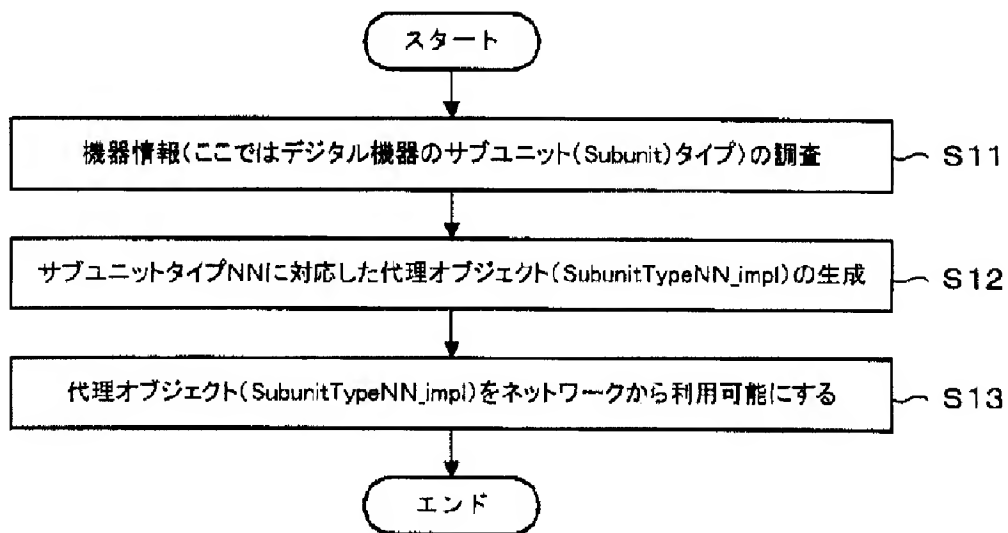 スタート
機器情報(ここではデジタル機器のサブユニット(Subunit)タイプ)の調査
S11
サブユニットタイプNNに対応した代理オブジェクト(SubunitTypeNN_impl)の生成
S12
代理オブジェクト(SubunitTypeNN_impl)をネットワークから利用可能にする
S13
エンド